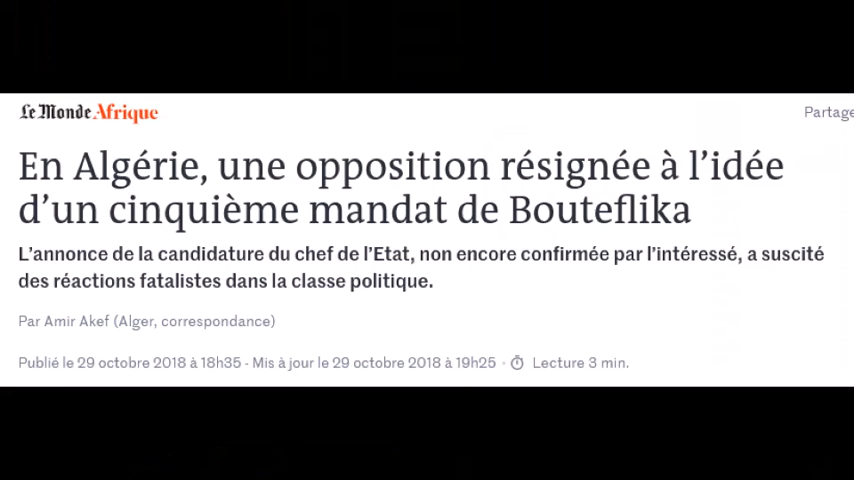 Le Monde Afrique
Partage
En Algérie, une opposition résignée à l’idée
d’un cinquième mandat de Bouteflika
L’annonce de la candidature du chef de l’Etat, non encore confirmée par l’intéressé, a suscité
des réactions fatalistes dans la classe politique.
Par Amir Akef (Alger, correspondance)
Publié le 29 octobre 2018 à 18h35 - Mis à jour le 29 octobre 2018 à 19h25 · Lecture 3 min.